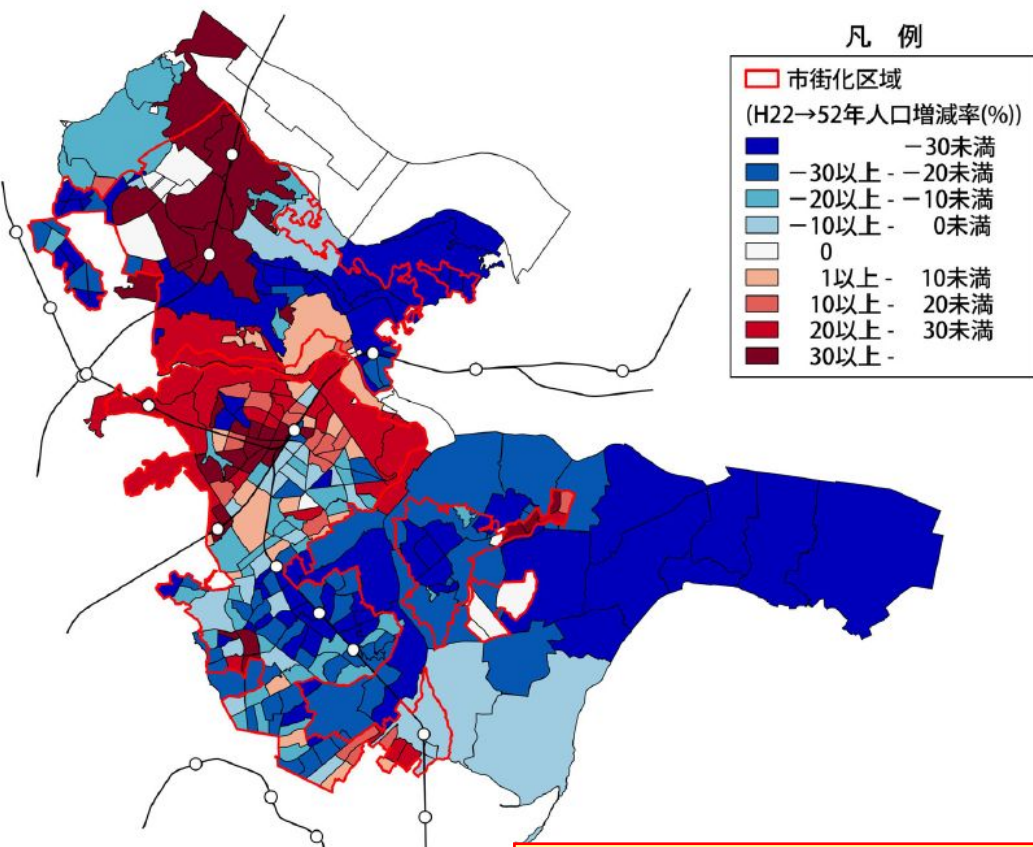 凡 例
市街化区域
(H22→52年人口増減率(%))
－30未満
－30以上 - －20未満
－20以上 - －10未満
－10以上 - 0未満
0
1以上 - 10未満
10以上 - 20未満
20以上 - 30未満
30以上 -